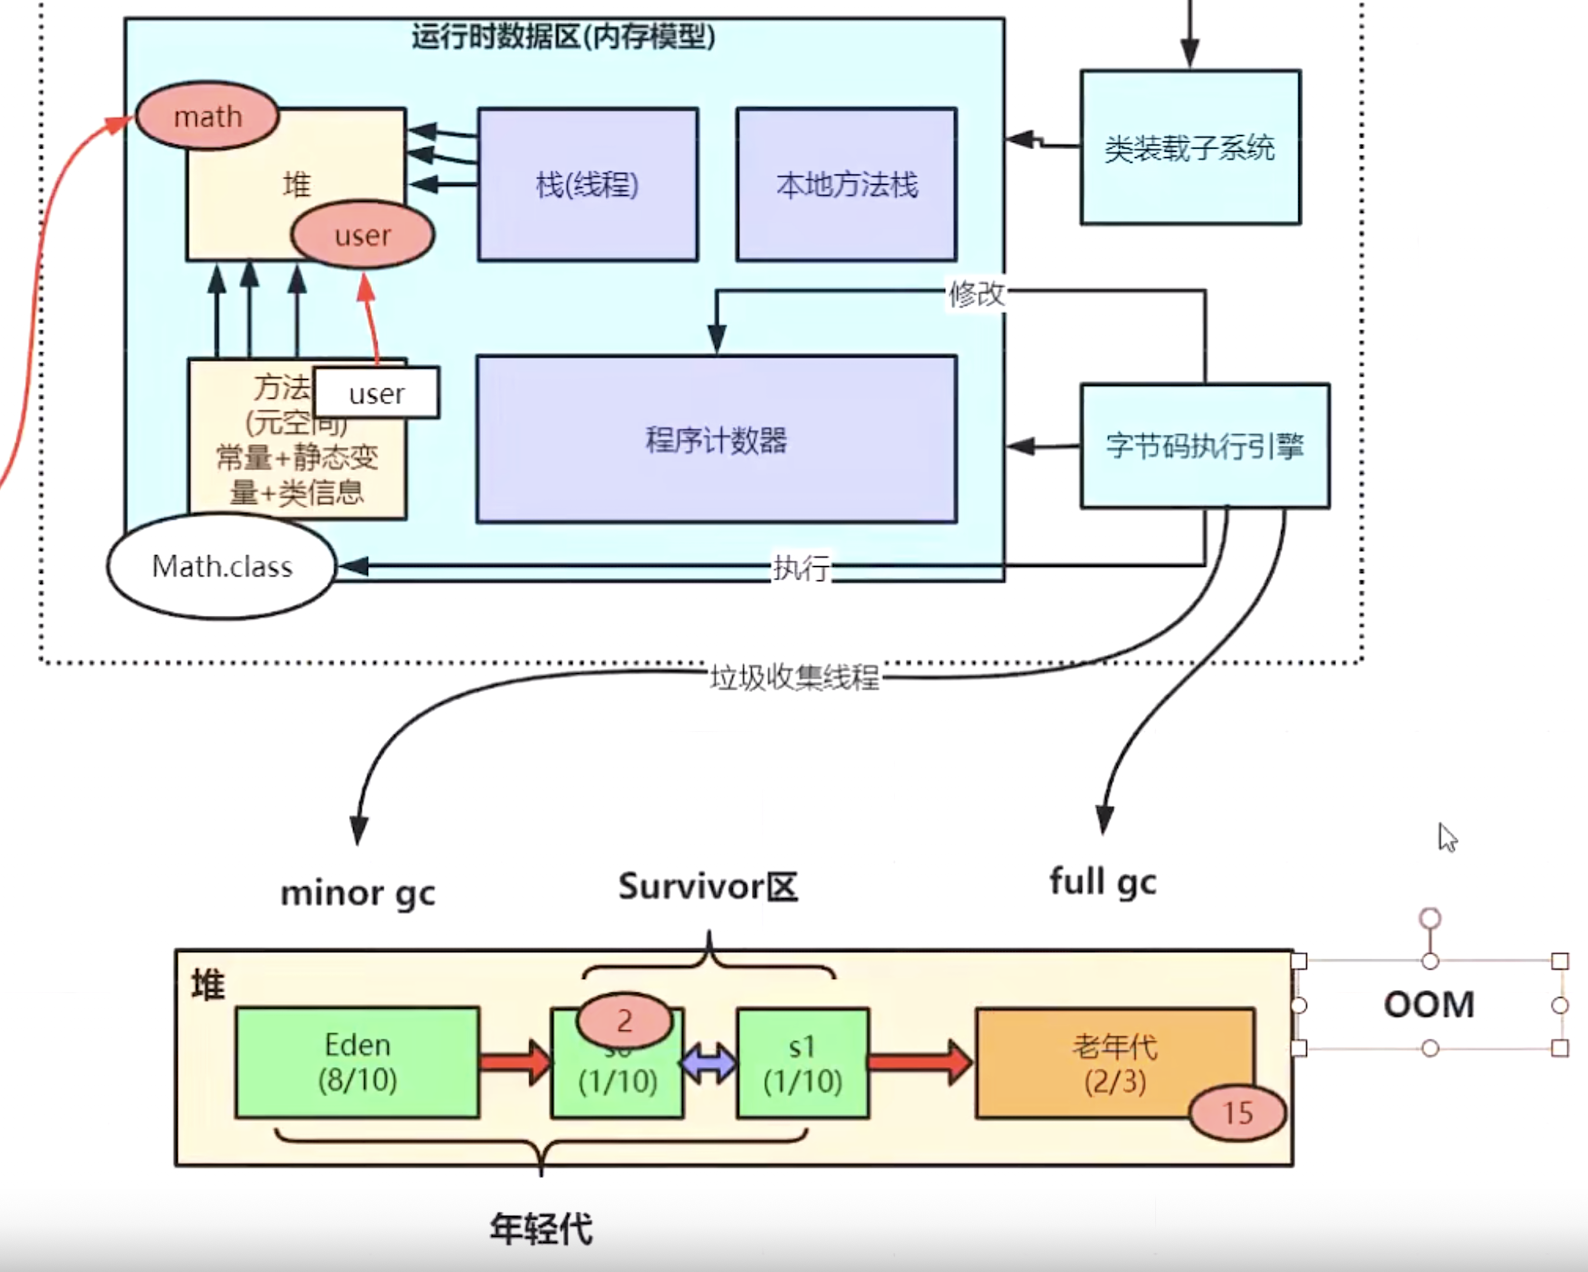 运行时数据区(内存模型)
math
堆
栈(线程)
本地方法栈
类装载子系统
user
修改
方法
user
(元空间)
常量+静态变
量+类信息
程序计数器
字节码执行引擎
Math.class
执行
垃圾收集线程
minor gc
Survivor区
full gc
堆
OOM
2
Eden
(8/10)
(1/10)
s1
(1/10)
老年代
(2/3)
15
年轻代